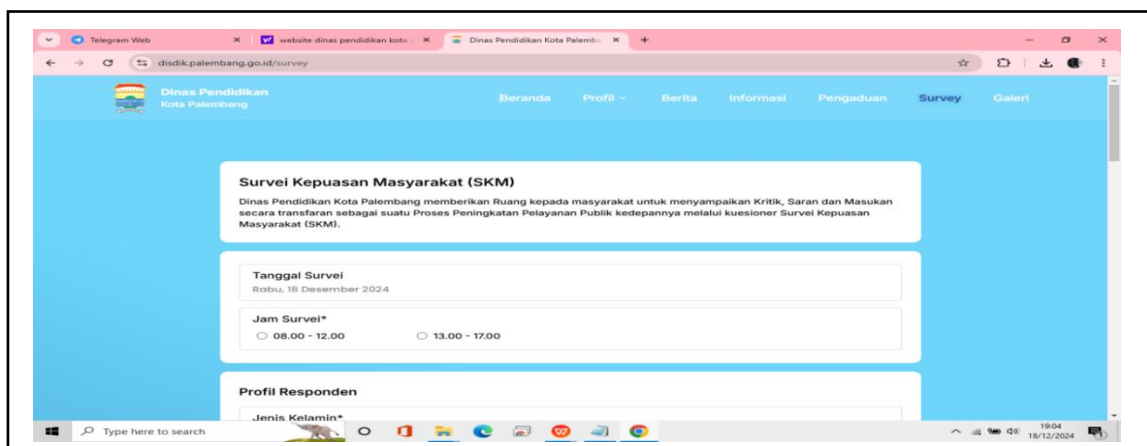 Telegram Web
website dinas pendidikan kota
Dinas Pendidikan Kota Palemb
disdik.palembang.go.id/survey
Dinas Pendidikan
Kota Palembang
Beranda Profil Berita Informasi Pengaduan Survey Galeri
Survei Kepuasan Masyarakat (SKM)
Dinas Pendidikan Kota Palembang memberikan Ruang kepada masyarakat untuk menyampaikan Kritik, Saran dan Masukan
secara transfaran sebagai suatu Proses Peningkatan Pelayanan Publik kedepannya melalui kuesioner Survei Kepuasan
Masyarakat (SKM).
Tanggal Survei
Rabu, 18 Desember 2024
Jam Survei*
08.00 - 12.00 13.00 - 17.00
Profil Responden
Jenis Kelamin*
Type here to search
19:04
18/12/2024